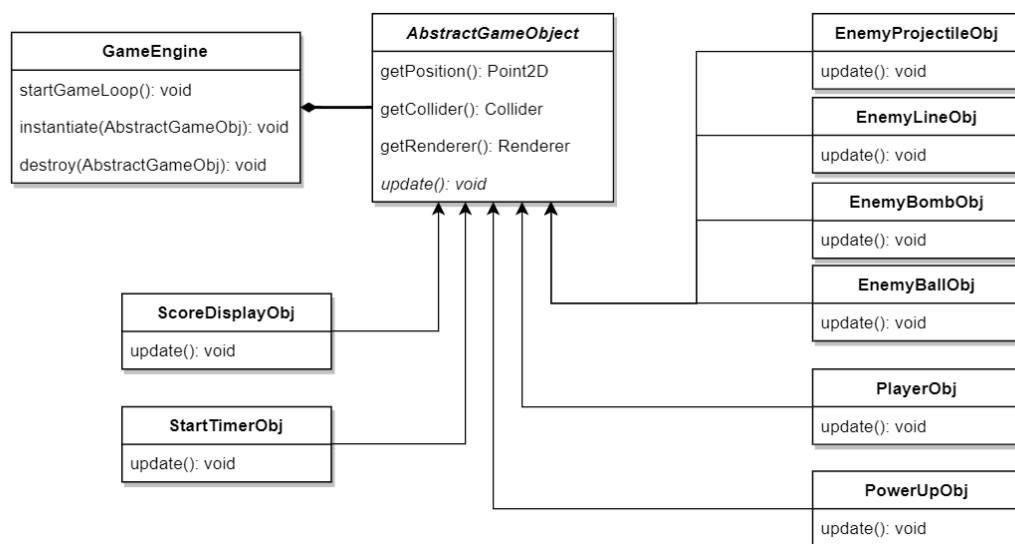 GameEngine
startGameLoop(): void
instantiate(AbstractGameObj): void
destroy(AbstractGameObj): void
AbstractGameObject
getPosition(): Point2D
getCollider(): Collider
getRenderer(): Renderer
update(): void
EnemyProjectileObj
update(): void
EnemyLineObj
update(): void
EnemyBombObj
update(): void
EnemyBallObj
update(): void
ScoreDisplayObj
update(): void
StartTimerObj
update(): void
PlayerObj
update(): void
PowerUpObj
update(): void